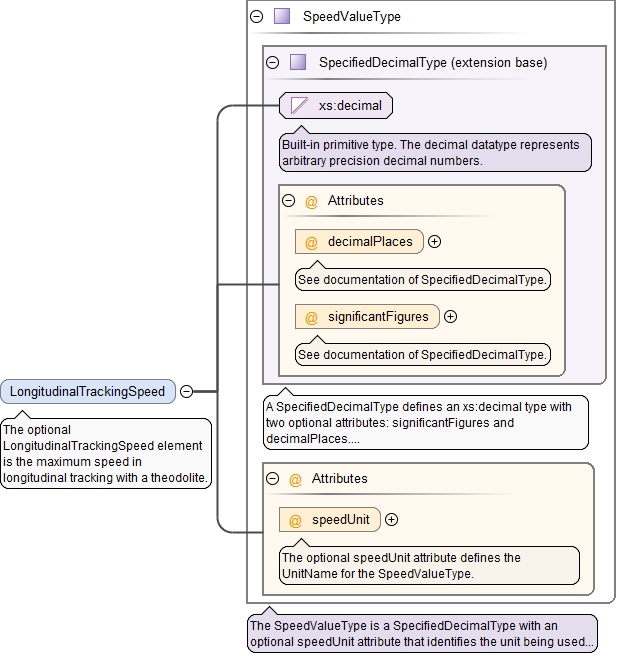 SpeedValueType
SpecifiedDecimalType (extension base)
xs:decimal
Built-in primitive type. The decimal datatype represents
arbitrary precision decimal numbers.
@ Attributes
@ decimalPlaces
See documentation of SpecifiedDecimalType.
@ significantFigures
See documentation of SpecifiedDecimalType.
LongitudinalTrackingSpeed
The optional
LongitudinalTrackingSpeed element
is the maximum speed in
longitudinal tracking with a theodolite.
A SpecifiedDecimalType defines an xs:decimal type with
two optional attributes: significantFigures and
decimalPlaces....
@ Attributes
@ speedUnit
The optional speedUnit attribute defines the
UnitName for the SpeedValueType.
The SpeedValueType is a SpecifiedDecimalType with an
optional speedUnit attribute that identifies the unit being used...